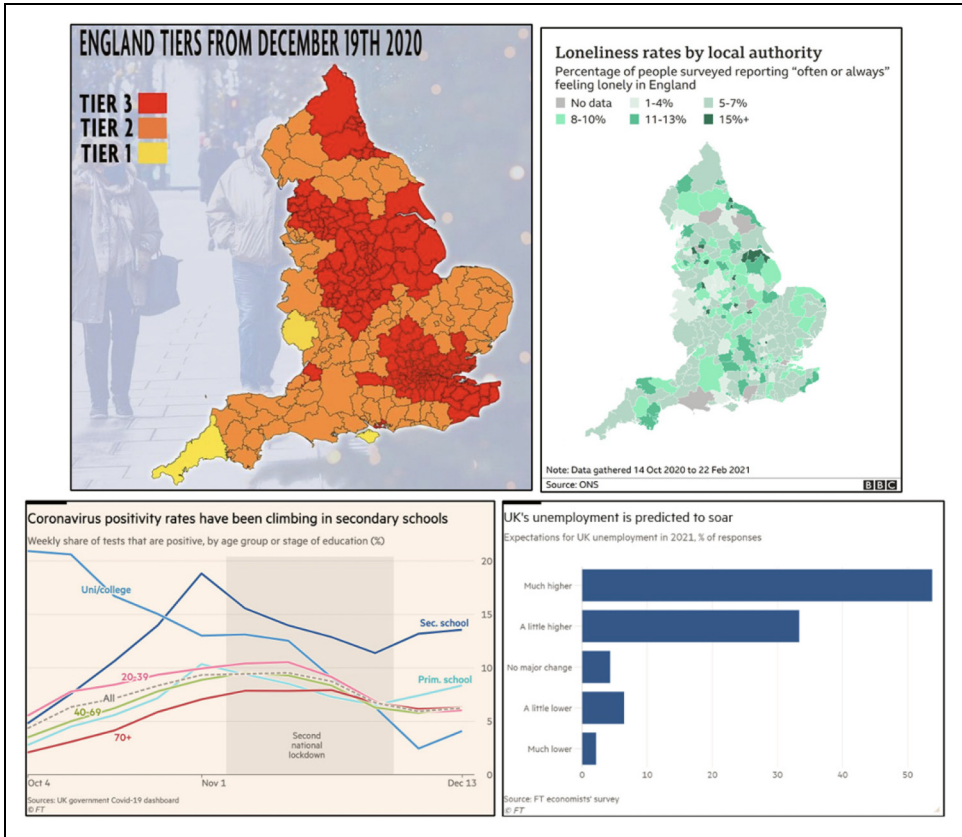 ENGLAND TIERS FROM DECEMBER 19TH 2020
TIER 3
TIER 2
TIER 1
Loneliness rates by local authority
Percentage of people surveyed reporting "often or always"
feeling lonely in England
No data 1-4% 5-7%
8-10% 11-13% 15%+
Note: Data gathered 14 Oct 2020 to 22 Feb 2021
Source: ONS
BBC
Coronavirus positivity rates have been climbing in secondary schools
Weekly share of tests that are positive, by age group or stage of education (%)
20
Uni/college
15
Sec. school
10
20-39
Prim. school
All
40-69
5
70+
Second
national
lockdown
0
Oct 4 Nov 1 Dec 13
Sources: UK government Covid-19 dashboard
© FT
UK's unemployment is predicted to soar
Expectations for UK unemployment in 2021, % of responses
Much higher
A little higher
No major change
A little lower
Much lower
0 10 20 30 40 50
Source: FT economists' survey
© FT